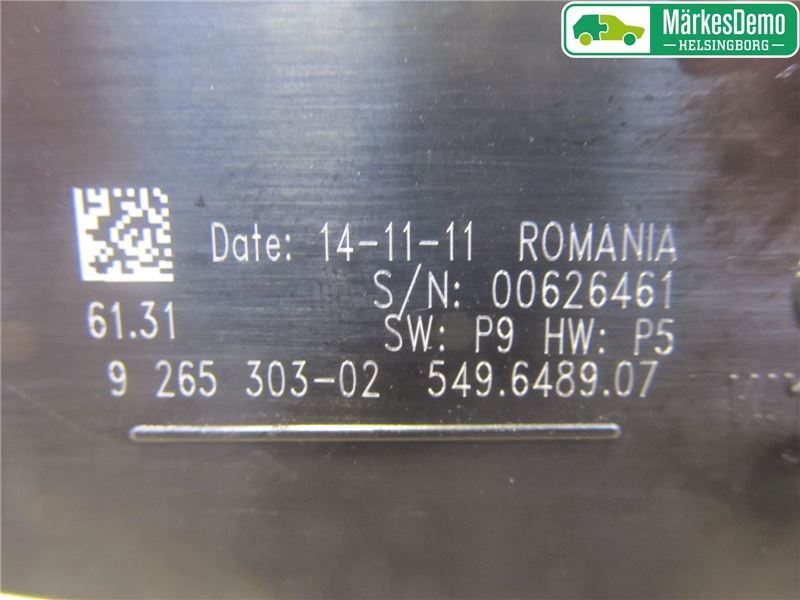 MärkesDemo
HELSINGBORG
Date: 14-11-11 ROMANIA
S/N: 00626461
61.31
SW: P9 HW: P5
9 265 303-02 549.6489.07